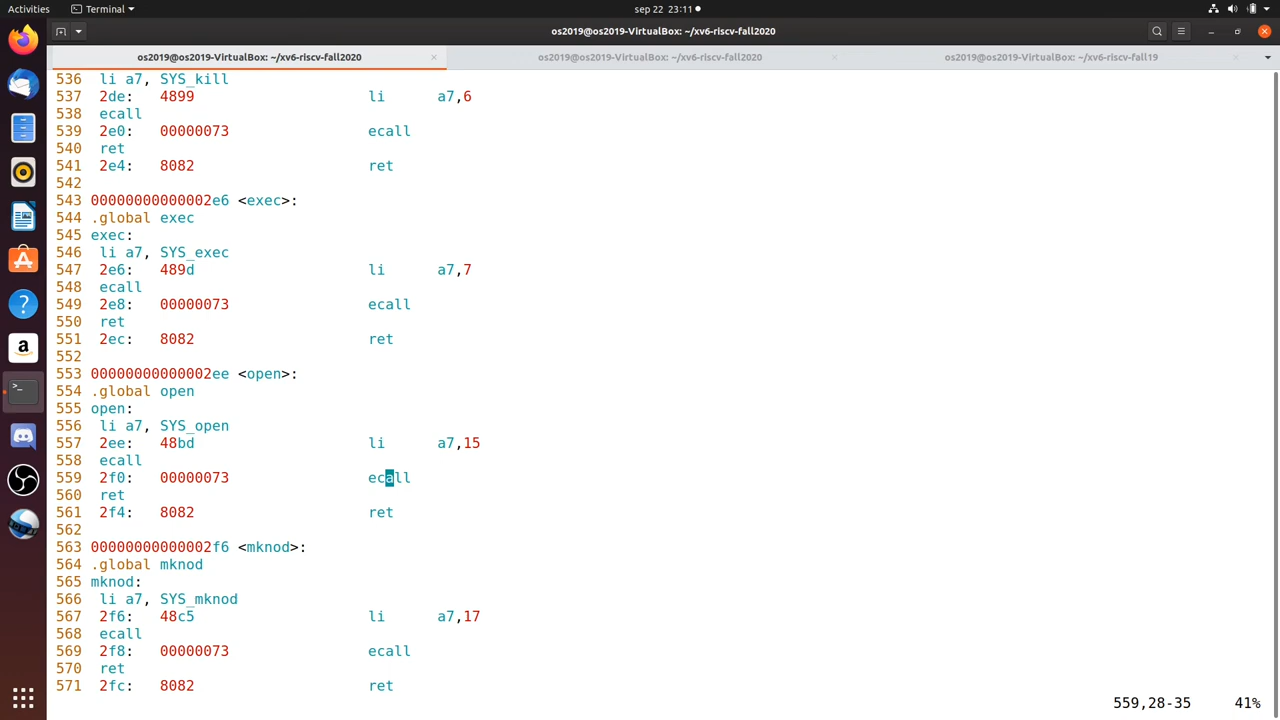 Activities Terminal sep 22 23:11
os2019@os2019-VirtualBox: ~/xv6-riscv-fall2020
os2019@os2019-VirtualBox: ~/xv6-riscv-fall2020 × os2019@os2019-VirtualBox: ~/xv6-riscv-fall2020 × os2019@os2019-VirtualBox: ~/xv6-riscv-fall19 ×
536 li a7, SYS_kill
537 2de: 4899 li a7,6
538 ecall
539 2e0: 00000073 ecall
540 ret
541 2e4: 8082 ret
542
543 00000000000002e6 <exec>:
544 .global exec
545 exec:
546 li a7, SYS_exec
547 2e6: 489d li a7,7
548 ecall
549 2e8: 00000073 ecall
550 ret
551 2ec: 8082 ret
552
553 00000000000002ee <open>:
554 .global open
555 open:
556 li a7, SYS_open
557 2ee: 48bd li a7,15
558 ecall
559 2f0: 00000073 ecall
560 ret
561 2f4: 8082 ret
562
563 00000000000002f6 <mknod>:
564 .global mknod
565 mknod:
566 li a7, SYS_mknod
567 2f6: 48c5 li a7,17
568 ecall
569 2f8: 00000073 ecall
570 ret
571 2fc: 8082 ret
559,28-35 41%